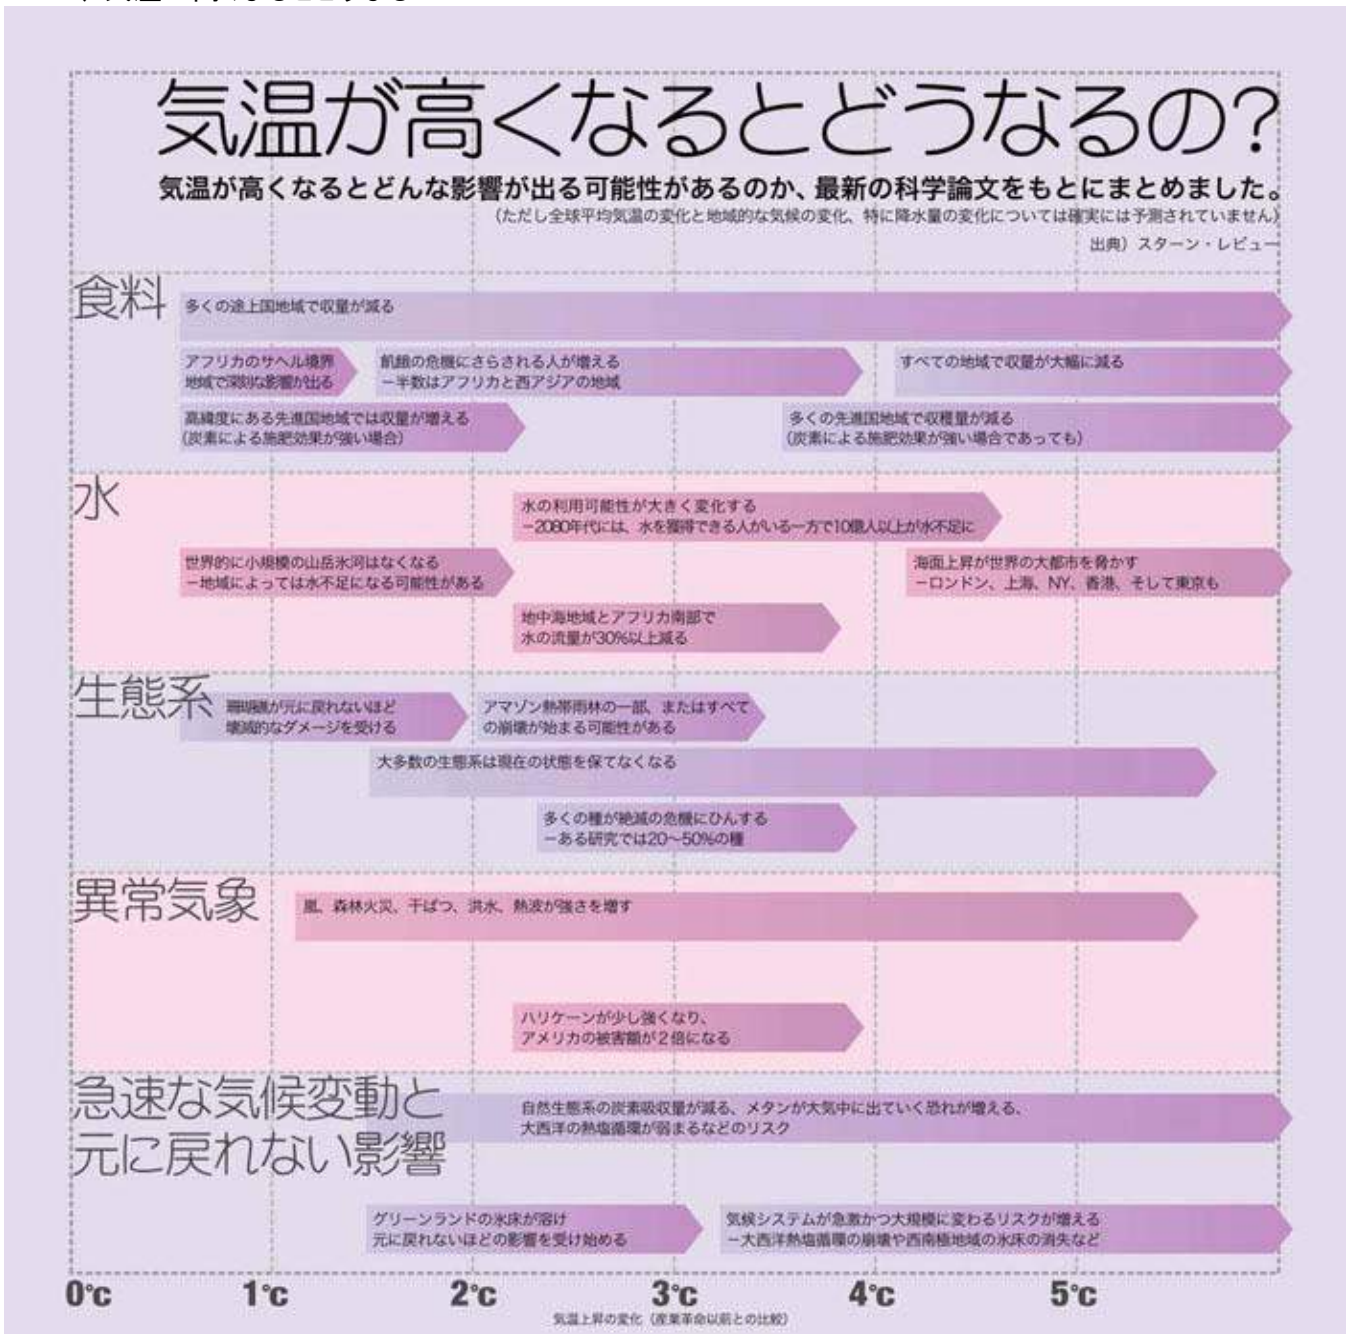 気温が高くなるとどうなるの?
気温が高くなるとどんな影響が出る可能性があるのか、最新の科学論文をもとにまとめました。
(ただし全球平均気温の変化と地域的な気候の変化、特に降水量の変化については確実には予測されていません)
出典)スターン・レビュー
食料
多くの途上国地域で収量が減る
アフリカのサヘル境界
地域で深刻な影響が出る
飢餓の危機にさらされる人が増える
ー半数はアフリカと西アジアの地域
すべての地域で収量が大幅に減る
高緯度にある先進国地域では収量が増える
(炭素による施肥効果が強い場合)
多くの先進国地域で収穫量が減る
(炭素による施肥効果が強い場合であっても)
水
水の利用可能性が大きく変化する
ー2080年代には、水を獲得できる人がいる一方で10億人以上が水不足に
世界的に小規模の山岳氷河はなくなる
ー地域によっては水不足になる可能性がある
海面上昇が世界の大都市を脅かす
ーロンドン、上海、NY、香港、そして東京も
地中海地域とアフリカ南部で
水の流量が30%以上減る
生態系
珊瑚礁が元に戻れないほど
壊滅的なダメージを受ける
アマゾン熱帯雨林の一部、またはすべて
の崩壊が始まる可能性がある
大多数の生態系は現在の状態を保てなくなる
多くの種が絶滅の危機にひんする
ーある研究では20〜50%の種
異常気象
嵐、森林火災、干ばつ、洪水、熱波が強さを増す
ハリケーンが少し強くなり、
アメリカの被害額が2倍になる
急速な気候変動と
元に戻れない影響
自然生態系の炭素吸収量が減る、メタンが大気中に出ていく恐れが増える、
大西洋の熱塩循環が弱まるなどのリスク
グリーンランドの氷床が溶け
元に戻れないほどの影響を受け始める
気候システムが急激かつ大規模に変わるリスクが増える
ー大西洋熱塩循環の崩壊や西南極地域の氷床の消失など
0℃ 1℃ 2℃ 3℃ 4℃ 5℃
気温上昇の変化(産業革命以前との比較)